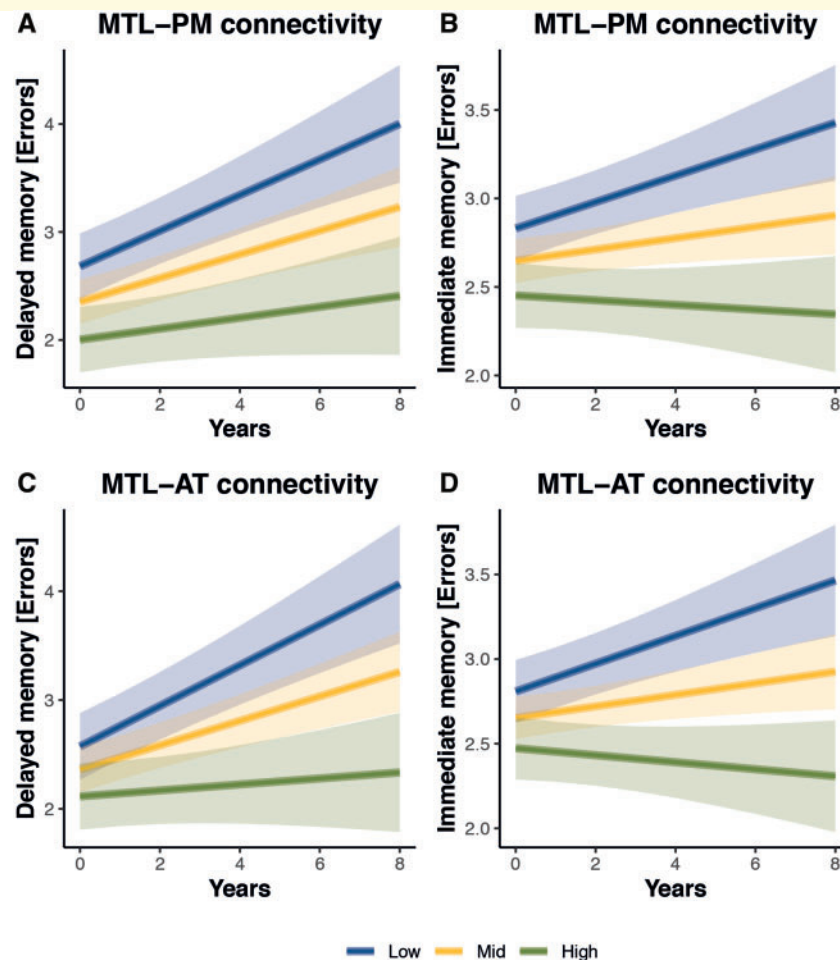 A MTL–PM connectivity
B MTL–PM connectivity
Delayed memory [Errors]
4
3
2
0 2 4 6 8
Years
Immediate memory [Errors]
3.5
3.0
2.5
2.0
0 2 4 6 8
Years
C MTL–AT connectivity
D MTL–AT connectivity
Delayed memory [Errors]
4
3
2
0 2 4 6 8
Years
Immediate memory [Errors]
3.5
3.0
2.5
2.0
0 2 4 6 8
Years
Low Mid High